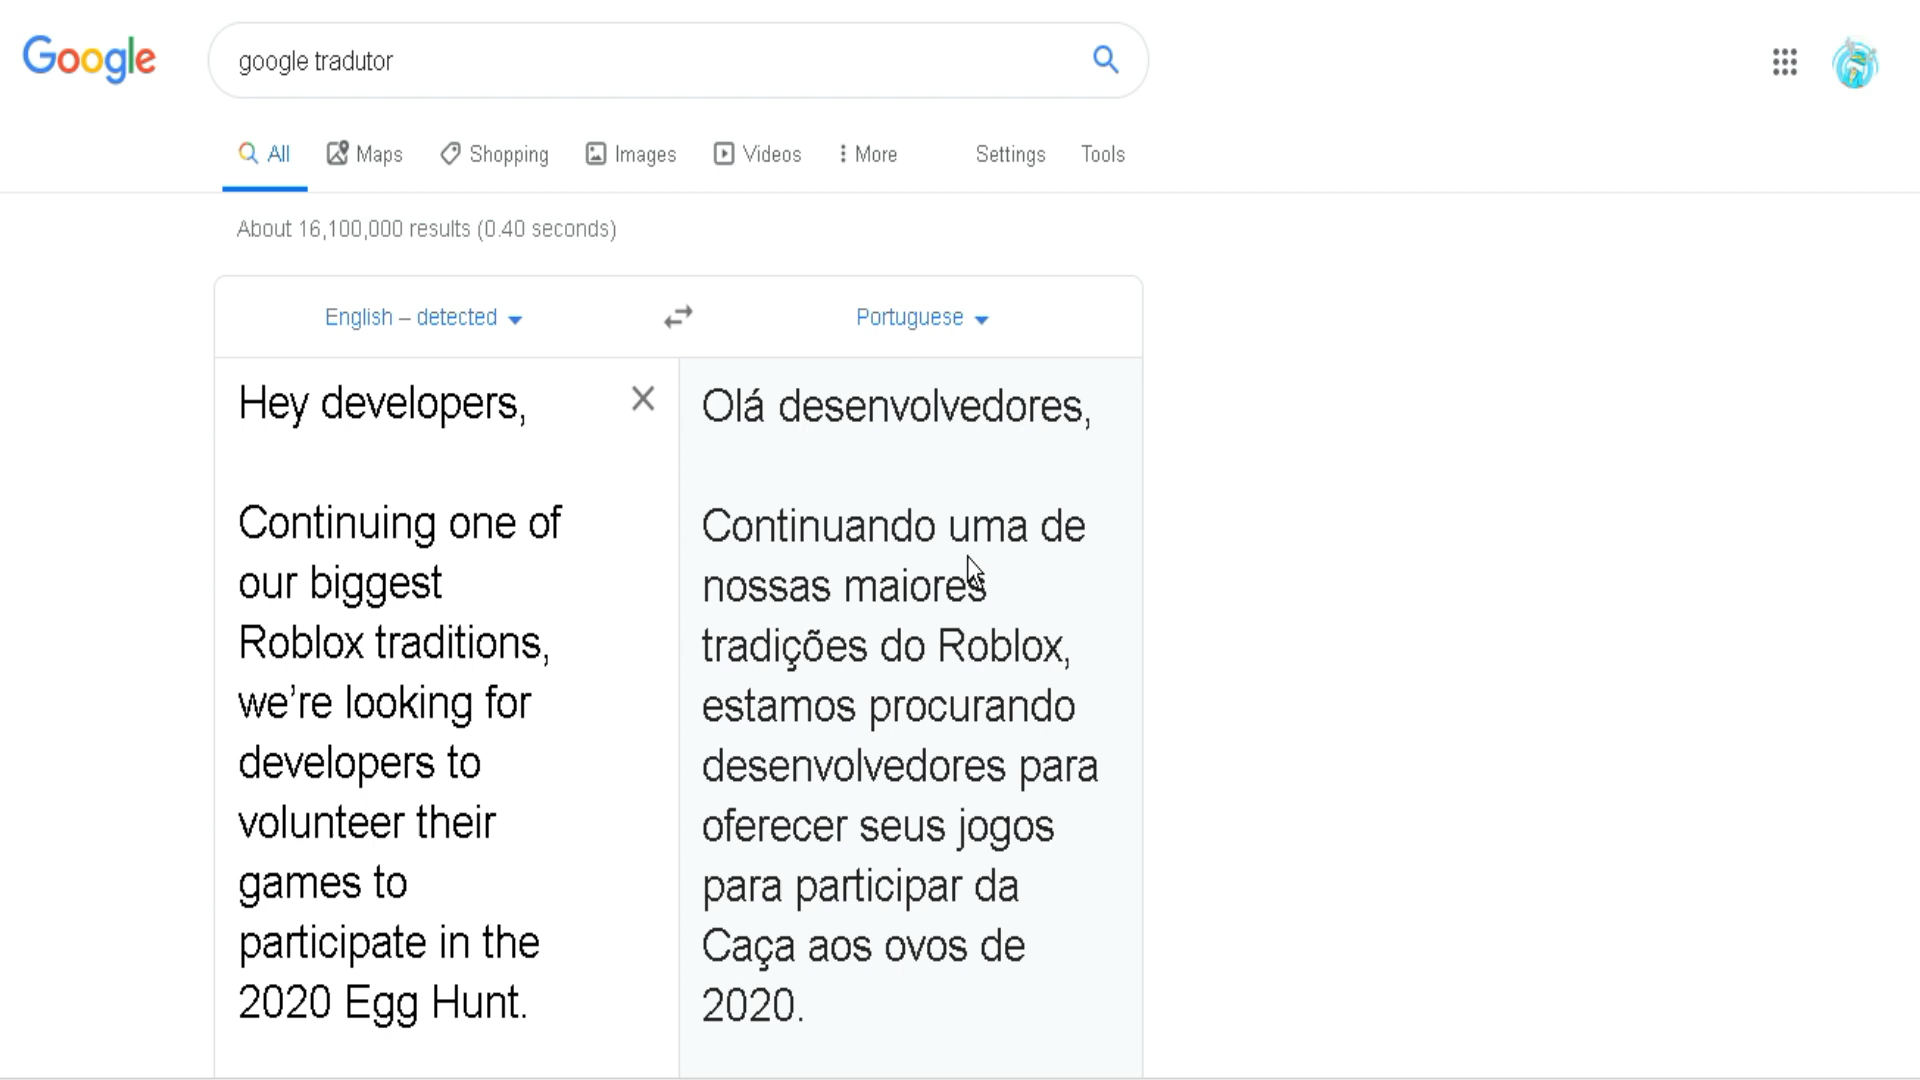 Google
google tradutor
All Maps Shopping Images Videos More Settings Tools
About 16,100,000 results (0.40 seconds)
English – detected
Portuguese
Hey developers,
Continuing one of
our biggest
Roblox traditions,
we’re looking for
developers to
volunteer their
games to
participate in the
2020 Egg Hunt.
Olá desenvolvedores,
Continuando uma de
nossas maiores
tradições do Roblox,
estamos procurando
desenvolvedores para
oferecer seus jogos
para participar da
Caça aos ovos de
2020.